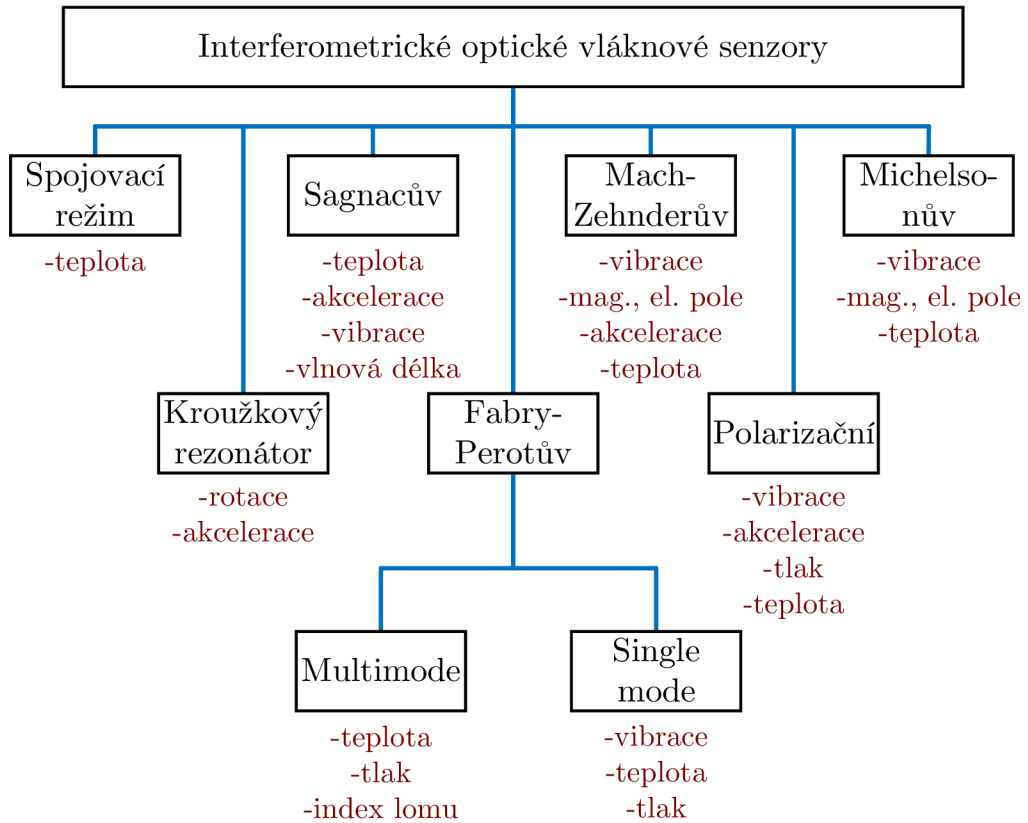 Interferometrické optické vláknové senzory
Spojovací
režim
-teplota
Sagnacův
-teplota
-akcelerace
-vibrace
-vlnová délka
Mach-
Zehnderův
-vibrace
-mag., el. pole
-akcelerace
-teplota
Michelso-
nův
-vibrace
-mag., el. pole
-teplota
Kroužkový
rezonátor
-rotace
-akcelerace
Fabry-
Perotův
Polarizační
-vibrace
-akcelerace
-tlak
-teplota
Multimode
-teplota
-tlak
-index lomu
Single
mode
-vibrace
-teplota
-tlak